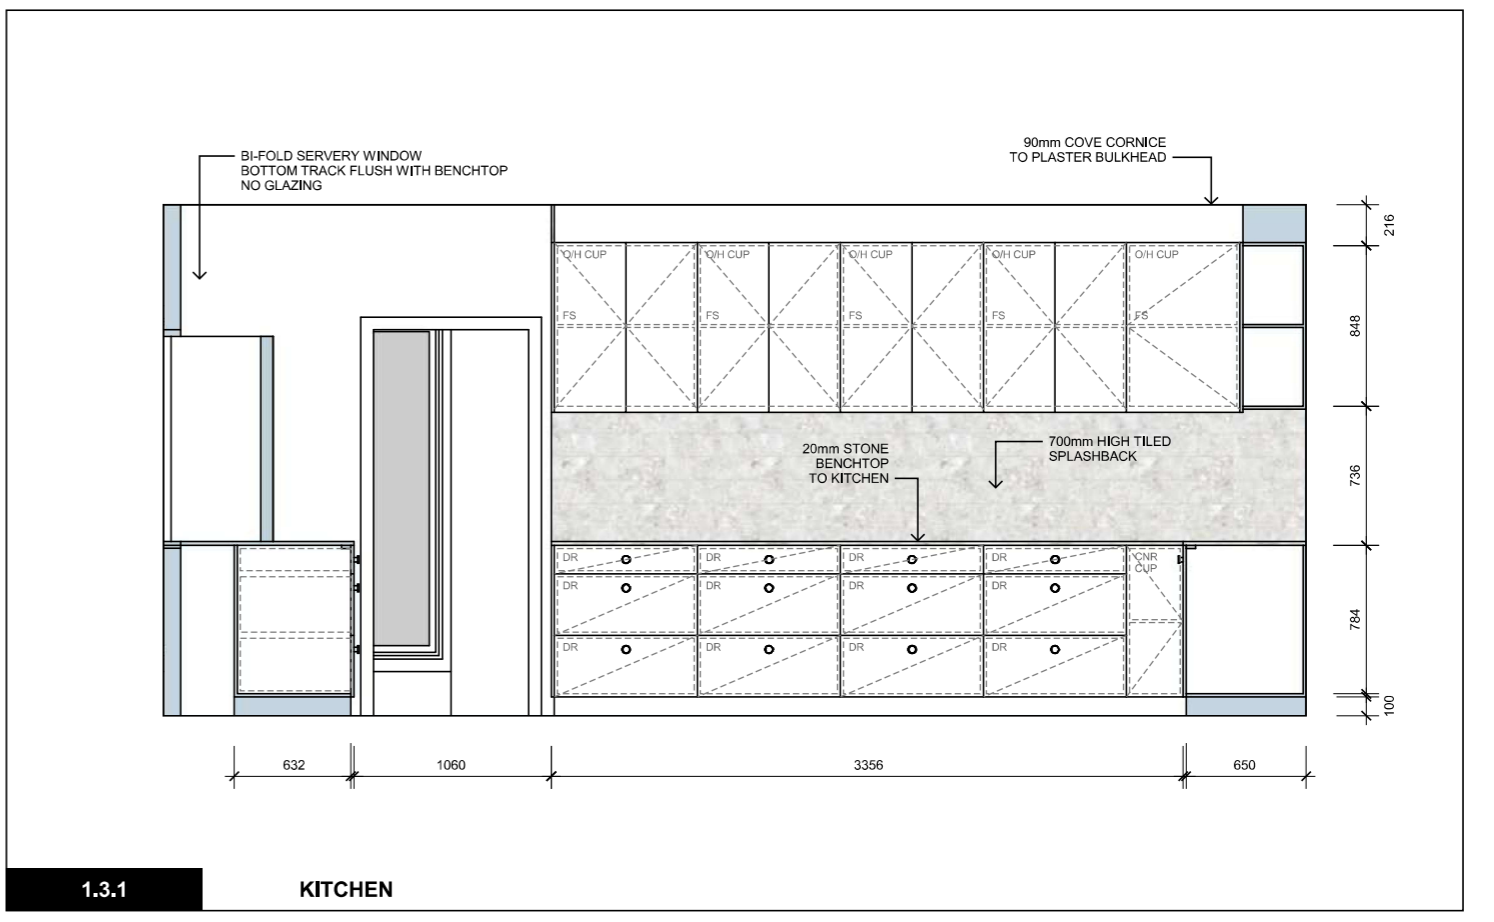 BI-FOLD SERVERY WINDOW
BOTTOM TRACK FLUSH WITH BENCHTOP
NO GLAZING
90mm COVE CORNICE
TO PLASTER BULKHEAD
216
O/H CUP
O/H CUP
O/H CUP
O/H CUP
O/H CUP
FS
FS
FS
FS
FS
848
20mm STONE
BENCHTOP
TO KITCHEN
700mm HIGH TILED
SPLASHBACK
736
DR
DR
DR
DR
CNR
CUP
DR
DR
DR
DR
784
DR
DR
DR
DR
100
632
1060
3356
650
1.3.1
KITCHEN